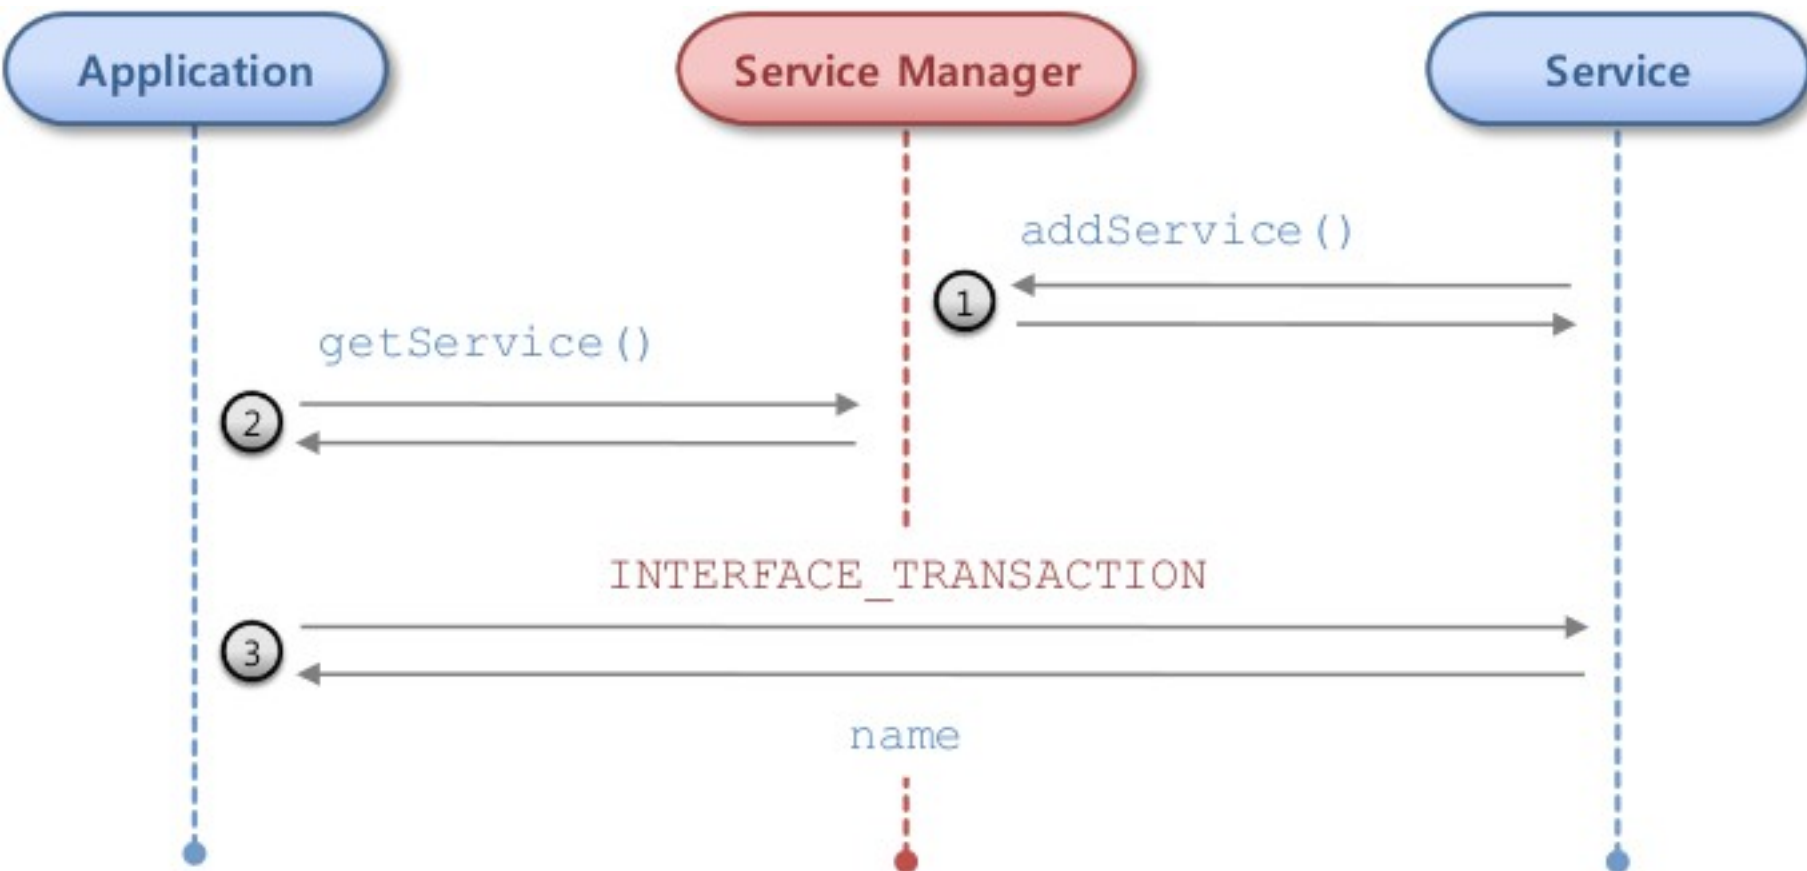 Application
Service Manager
Service
addService()
1
getService()
2
INTERFACE_TRANSACTION
3
name